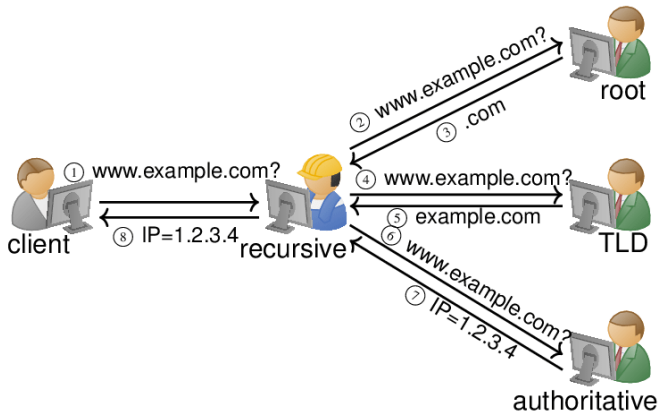 ② www.example.com?
③ .com
root
① www.example.com?
④ www.example.com?
⑧ IP=1.2.3.4
⑤ example.com
client
recursive
TLD
⑥ www.example.com?
⑦ IP=1.2.3.4
authoritative